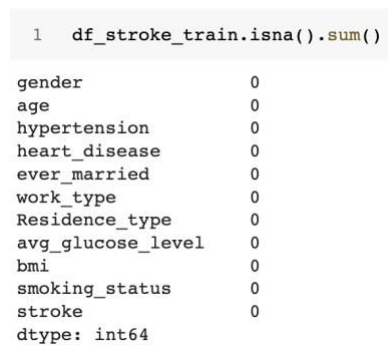 1 df_stroke_train.isna().sum()
gender 0
age 0
hypertension 0
heart_disease 0
ever_married 0
work_type 0
Residence_type 0
avg_glucose_level 0
bmi 0
smoking_status 0
stroke 0
dtype: int64